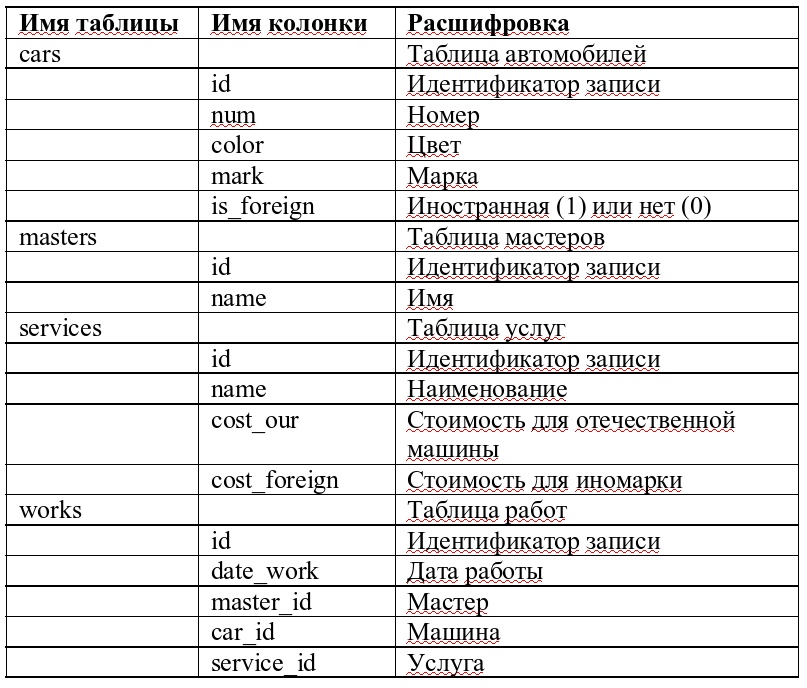 Имя таблицы Имя колонки Расшифровка
cars Таблица автомобилей
id Идентификатор записи
num Номер
color Цвет
mark Марка
is_foreign Иностранная (1) или нет (0)
masters Таблица мастеров
id Идентификатор записи
name Имя
services Таблица услуг
id Идентификатор записи
name Наименование
cost_our Стоимость для отечественной
машины
cost_foreign Стоимость для иномарки
works Таблица работ
id Идентификатор записи
date_work Дата работы
master_id Мастер
car_id Машина
service_id Услуга